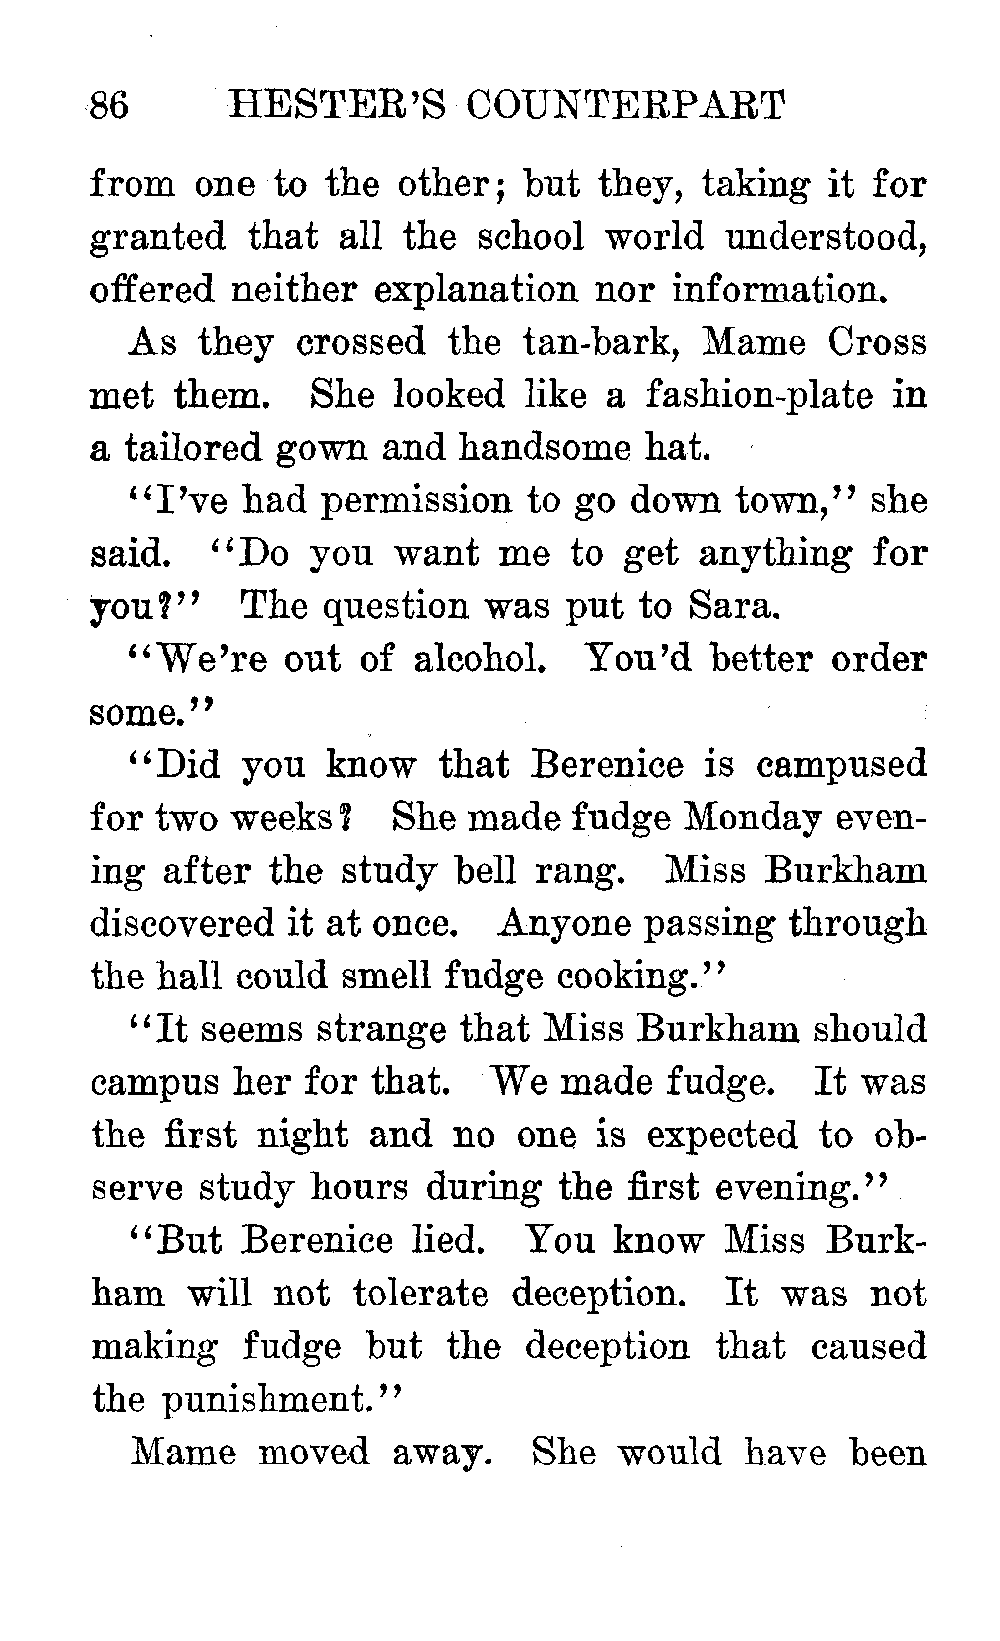 86 HESTER'S COUNTERPART
from one to the other; but they, taking it for
granted that all the school world understood,
offered neither explanation nor information.
As they crossed the tan-bark, Mame Cross
met them. She looked like a fashion-plate in
a tailored gown and handsome hat.
"I've had permission to go down town," she
said. "Do you want me to get anything for
you?" The question was put to Sara.
"We're out of alcohol. You'd better order
some."
"Did you know that Berenice is campused
for two weeks? She made fudge Monday even-
ing after the study bell rang. Miss Burkham
discovered it at once. Anyone passing through
the hall could smell fudge cooking."
"It seems strange that Miss Burkham should
campus her for that. We made fudge. It was
the first night and no one is expected to ob-
serve study hours during the first evening."
"But Berenice lied. You know Miss Burk-
ham will not tolerate deception. It was not
making fudge but the deception that caused
the punishment."
Mame moved away. She would have been